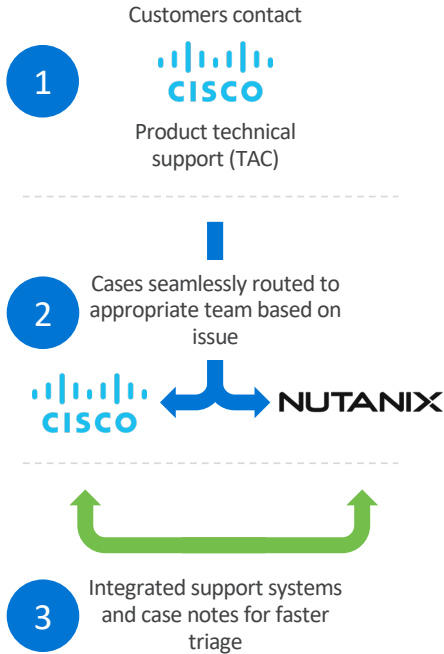 Customers contact
1
CISCO
Product technical
support (TAC)
Cases seamlessly routed to
2
appropriate team based on
issue
CISCO
NUTANIX
Integrated support systems
3
and case notes for faster
triage